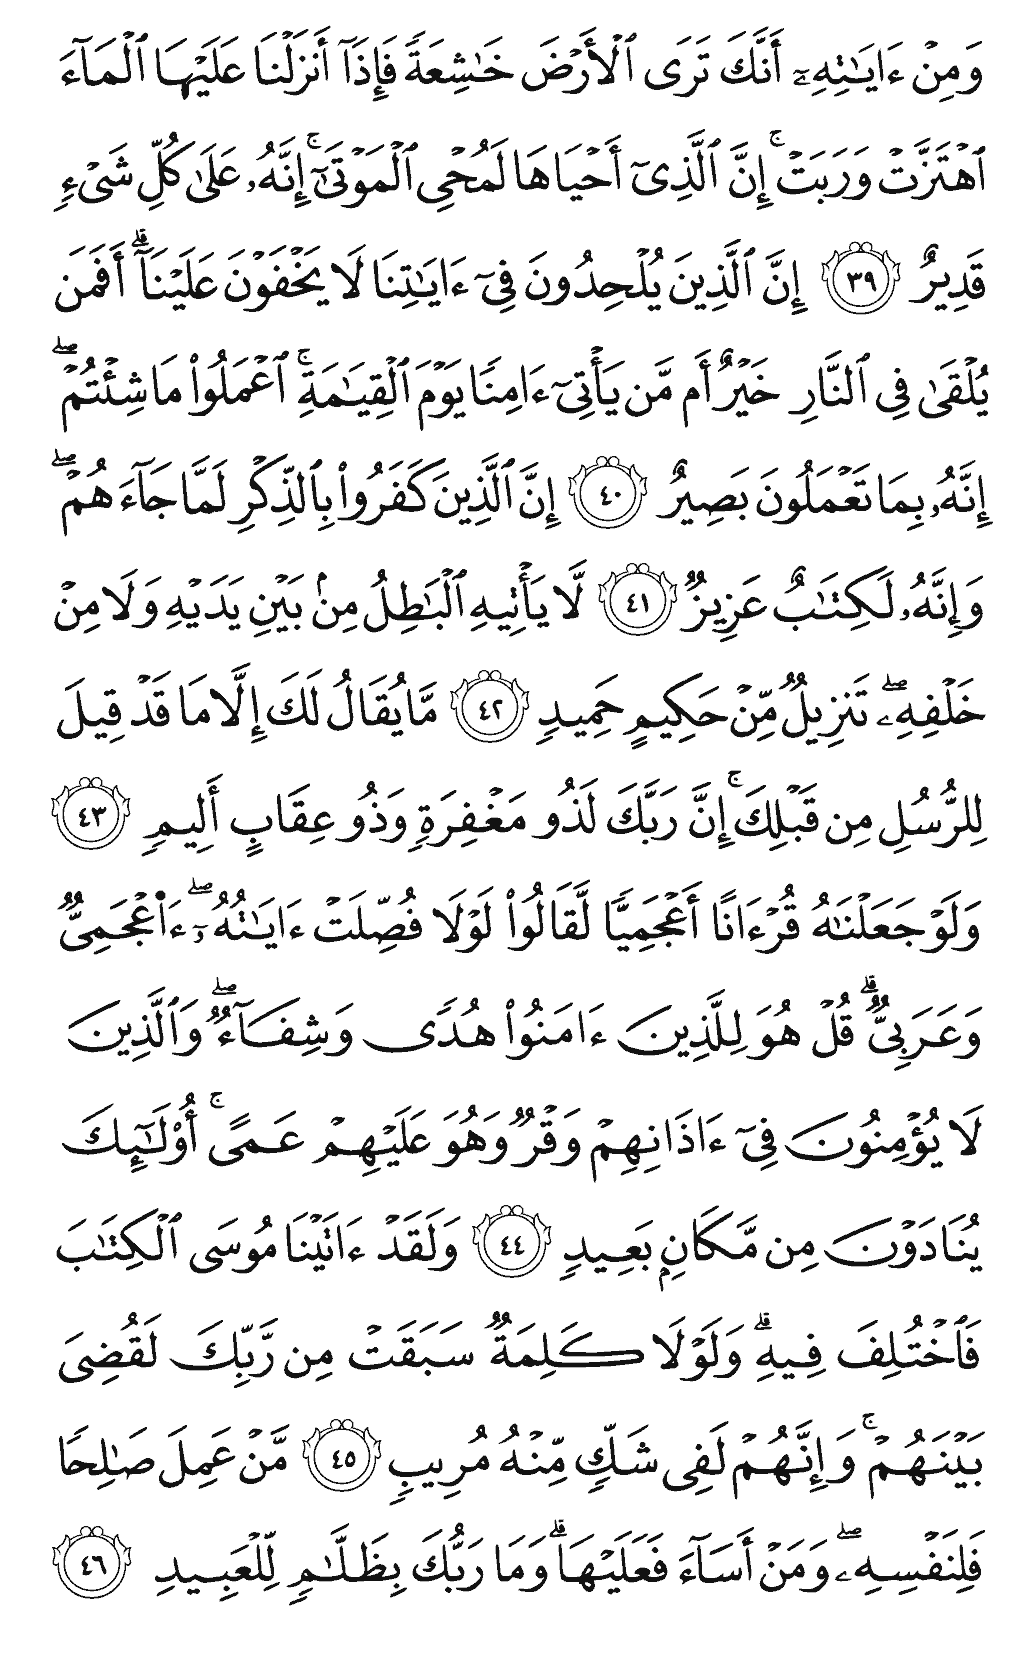 وَمِنْ ءَايَـٰتِهِۦٓ أَنَّكَ تَرَى ٱلْأَرْضَ خَـٰشِعَةً فَإِذَآ أَنزَلْنَا عَلَيْهَا ٱلْمَآءَ
ٱهْتَزَّتْ وَرَبَتْ ۚ إِنَّ ٱلَّذِىٓ أَحْيَاهَا لَمُحْىِ ٱلْمَوْتَىٰٓ ۚ إِنَّهُۥ عَلَىٰ كُلِّ شَىْءٍ
قَدِيرٌ ٣٩ إِنَّ ٱلَّذِينَ يُلْحِدُونَ فِىٓ ءَايَـٰتِنَا لَا يَخْفَوْنَ عَلَيْنَآ ۗ أَفَمَن
يُلْقَىٰ فِى ٱلنَّارِ خَيْرٌ أَم مَّن يَأْتِىٓ ءَامِنًا يَوْمَ ٱلْقِيَـٰمَةِ ۚ ٱعْمَلُوا۟ مَا شِئْتُمْ ۖ
إِنَّهُۥ بِمَا تَعْمَلُونَ بَصِيرٌ ٤٠ إِنَّ ٱلَّذِينَ كَفَرُوا۟ بِٱلذِّكْرِ لَمَّا جَآءَهُمْ ۖ
وَإِنَّهُۥ لَكِتَـٰبٌ عَزِيزٌ ٤١ لَّا يَأْتِيهِ ٱلْبَـٰطِلُ مِنۢ بَيْنِ يَدَيْهِ وَلَا مِنْ
خَلْفِهِۦ ۖ تَنزِيلٌ مِّنْ حَكِيمٍ حَمِيدٍ ٤٢ مَّا يُقَالُ لَكَ إِلَّا مَا قَدْ قِيلَ
لِلرُّسُلِ مِن قَبْلِكَ ۚ إِنَّ رَبَّكَ لَذُو مَغْفِرَةٍ وَذُو عِقَابٍ أَلِيمٍ ٤٣
وَلَوْ جَعَلْنَـٰهُ قُرْءَانًا أَعْجَمِيًّا لَّقَالُوا۟ لَوْلَا فُصِّلَتْ ءَايَـٰتُهُۥٓ ۖ ءَا۬عْجَمِىٌّ
وَعَرَبِىٌّ ۗ قُلْ هُوَ لِلَّذِينَ ءَامَنُوا۟ هُدًى وَشِفَآءٌ ۖ وَٱلَّذِينَ
لَا يُؤْمِنُونَ فِىٓ ءَاذَانِهِمْ وَقْرٌ وَهُوَ عَلَيْهِمْ عَمًى ۚ أُو۟لَـٰٓئِكَ
يُنَادَوْنَ مِن مَّكَانٍۭ بَعِيدٍ ٤٤ وَلَقَدْ ءَاتَيْنَا مُوسَى ٱلْكِتَـٰبَ
فَٱخْتُلِفَ فِيهِ ۗ وَلَوْلَا كَلِمَةٌ سَبَقَتْ مِن رَّبِّكَ لَقُضِىَ
بَيْنَهُمْ ۚ وَإِنَّهُمْ لَفِى شَكٍّ مِّنْهُ مُرِيبٍ ٤٥ مَّنْ عَمِلَ صَـٰلِحًا
فَلِنَفْسِهِۦ ۖ وَمَنْ أَسَآءَ فَعَلَيْهَا ۗ وَمَا رَبُّكَ بِظَلَّـٰمٍ لِّلْعَبِيدِ ٤٦